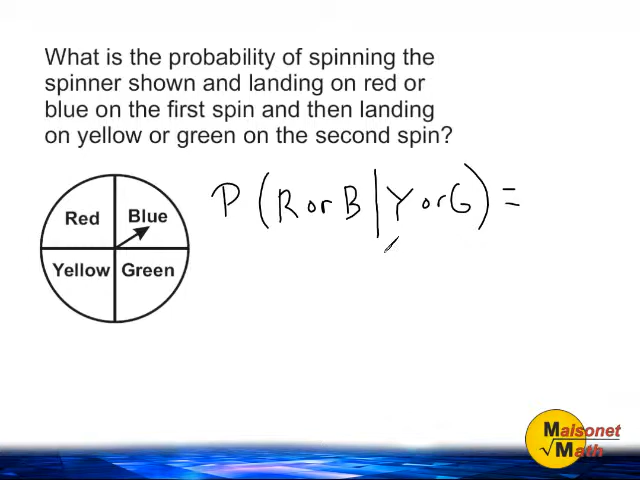 What is the probability of spinning the
spinner shown and landing on red or
blue on the first spin and then landing
on yellow or green on the second spin?
P (R or B | Y or G) =
Red
Blue
Yellow
Green
Maisonet
√Math